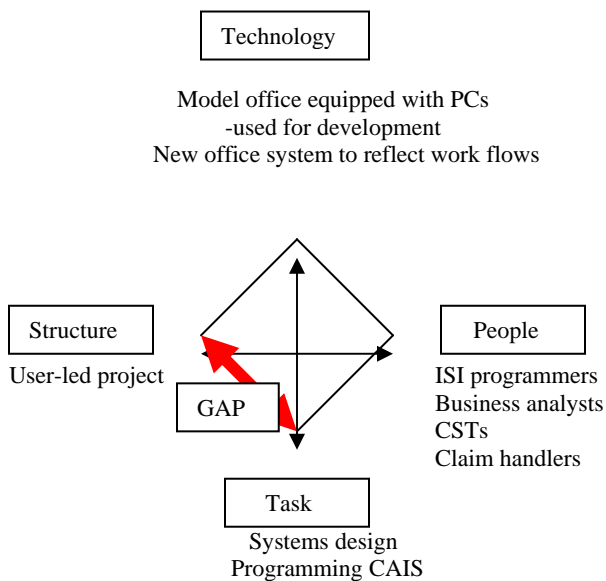 Technology
Model office equipped with PCs
-used for development
New office system to reflect work flows
Structure
User-led project
GAP
People
ISI programmers
Business analysts
CSTs
Claim handlers
Task
Systems design
Programming CAIS